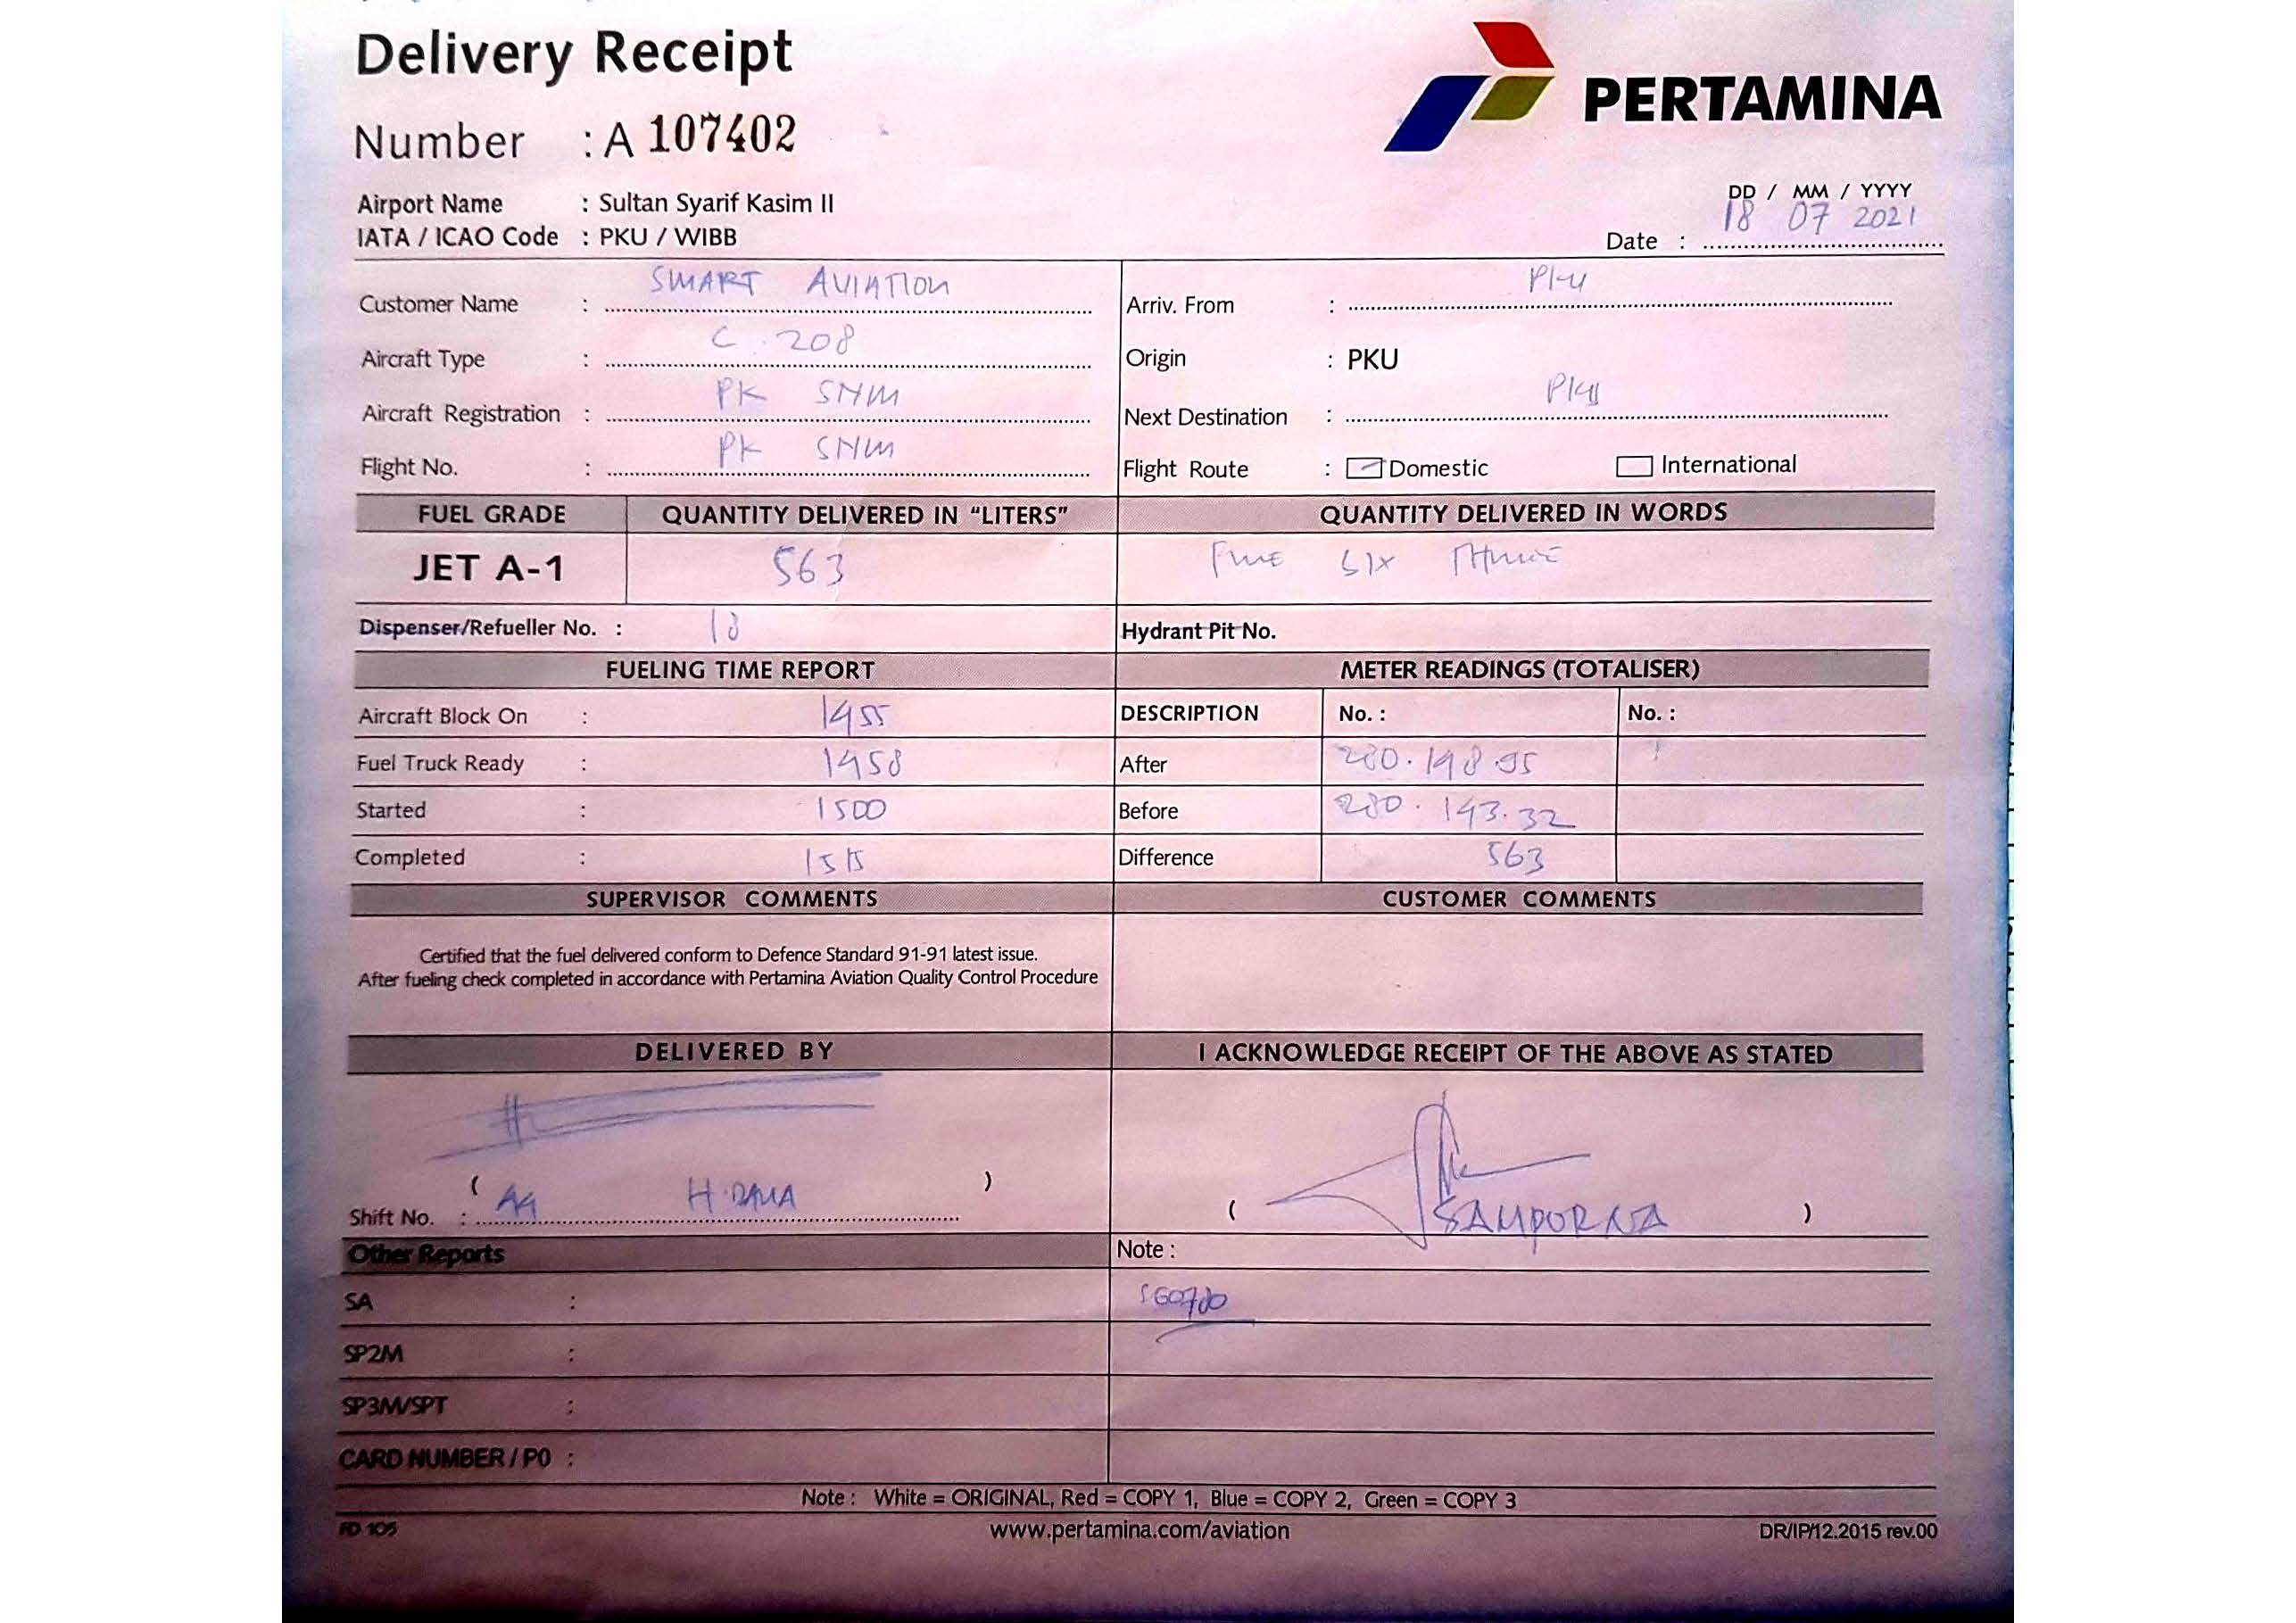 Delivery Receipt
PERTAMINA
Number : A 107402
Airport Name : Sultan Syarif Kasim II
IATA / ICAO Code : PKU / WIBB
DD / MM / YYYY
Date : 18 07 2021
Customer Name : SMART AVIATION
Arriv. From : PKU
Aircraft Type : C . 208
Origin : PKU
Aircraft Registration : PK SNM
Next Destination : PKU
Flight No. : PK SNM
Flight Route : Domestic International
FUEL GRADE QUANTITY DELIVERED IN “LITERS” QUANTITY DELIVERED IN WORDS
JET A-1 563 FIVE SIX THREE
Dispenser/Refueller No. : 18 Hydrant Pit No.
FUELING TIME REPORT METER READINGS (TOTALISER)
Aircraft Block On : 1455 DESCRIPTION No. : No. :
Fuel Truck Ready : 1458 After 280.198.95
Started : 1500 Before 280.143.32
Completed : 1515 Difference 563
SUPERVISOR COMMENTS CUSTOMER COMMENTS
Certified that the fuel delivered conform to Defence Standard 91-91 latest issue.
After fueling check completed in accordance with Pertamina Aviation Quality Control Procedure
DELIVERED BY I ACKNOWLEDGE RECEIPT OF THE ABOVE AS STATED
( )
Shift No. :
( SAMPORNA )
Other Reports Note :
SA :
SP2M :
SP3M/SPT :
CARD NUMBER / PO :
Note : White = ORIGINAL, Red = COPY 1, Blue = COPY 2, Green = COPY 3
FD 105 www.pertamina.com/aviation DR/IP/12.2015 rev.00